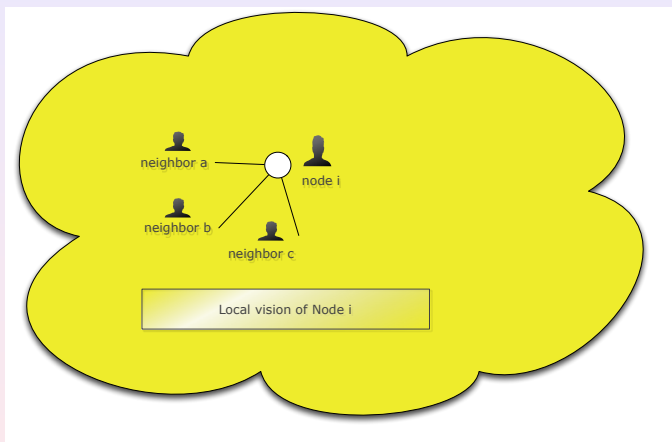 neighbor a
node i
neighbor b
neighbor c
Local vision of Node i